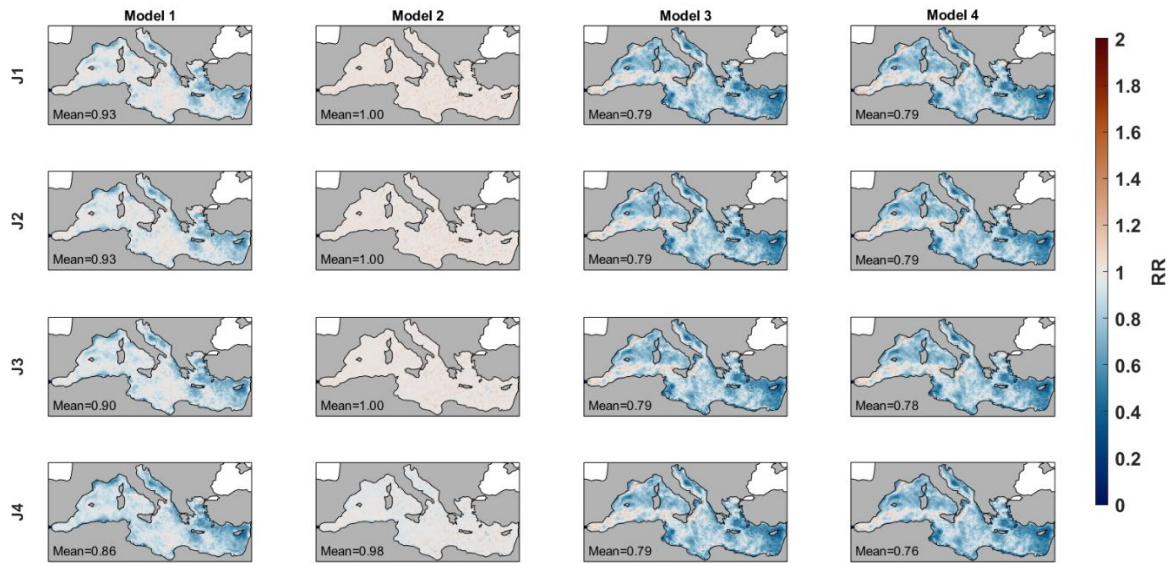 Model 1 Model 2 Model 3 Model 4
J1
Mean=0.93 Mean=1.00 Mean=0.79 Mean=0.79
J2
Mean=0.93 Mean=1.00 Mean=0.79 Mean=0.79
J3
Mean=0.90 Mean=1.00 Mean=0.79 Mean=0.78
J4
Mean=0.86 Mean=0.98 Mean=0.79 Mean=0.76
2
1.8
1.6
1.4
1.2
1
0.8
0.6
0.4
0.2
0
RR